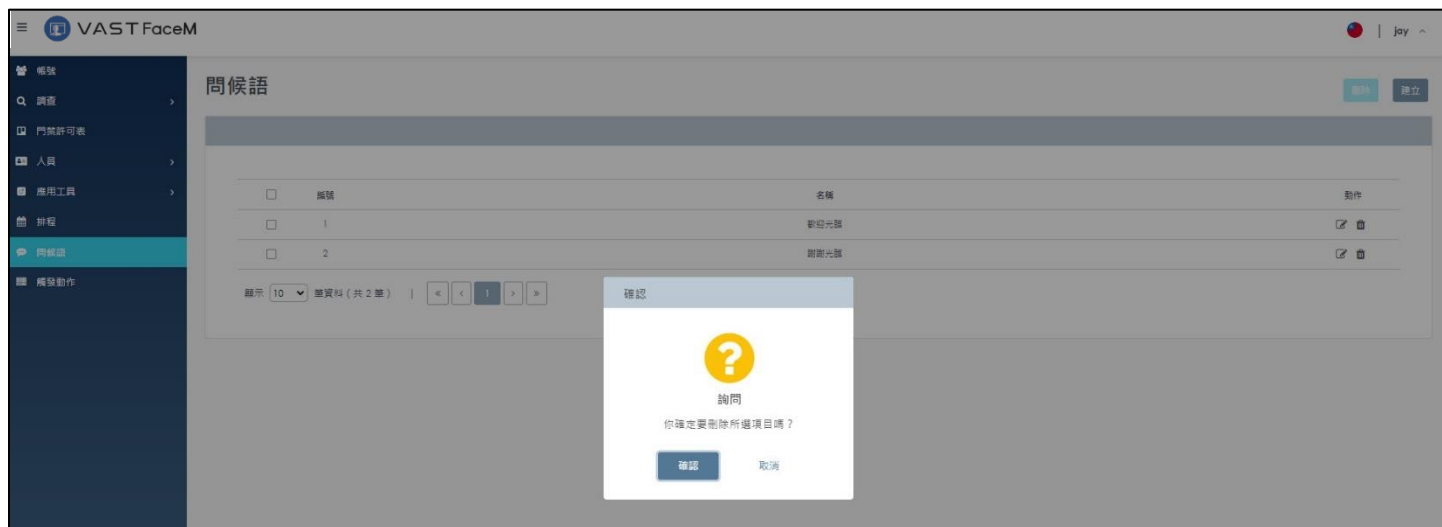 VAST FaceM
jay
帳號
調查
門禁許可表
人員
應用工具
排程
問候語
觸發動作
問候語
刪除 建立
編號 名稱 動作
1 歡迎光臨
2 謝謝光臨
顯示 10 筆資料 ( 共 2 筆 ) | « < 1 > »
確認
?
詢問
你確定要刪除所選項目嗎？
確認 取消